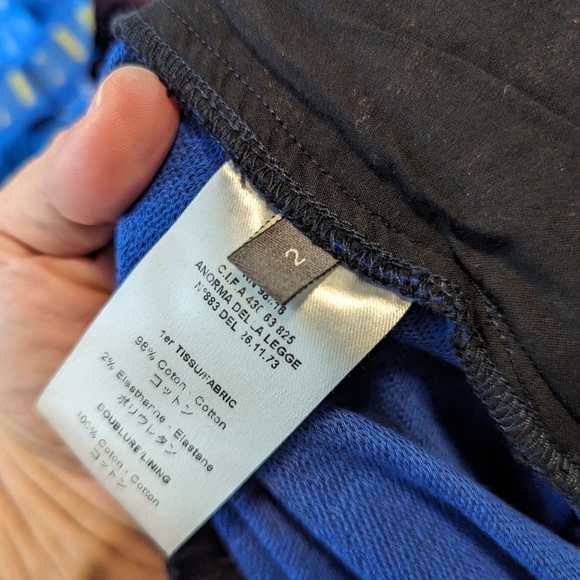 2
C.I.F.A 430 63 825
ANORMA DELLA LEGGE
N°883 DEL 26.11.73
1er TISSU/FABRIC
98% Coton - Cotton
コットン
2% Elasthanne - Elastane
ポリウレタン
DOUBLURE/LINING
100% Coton - Cotton
コットン